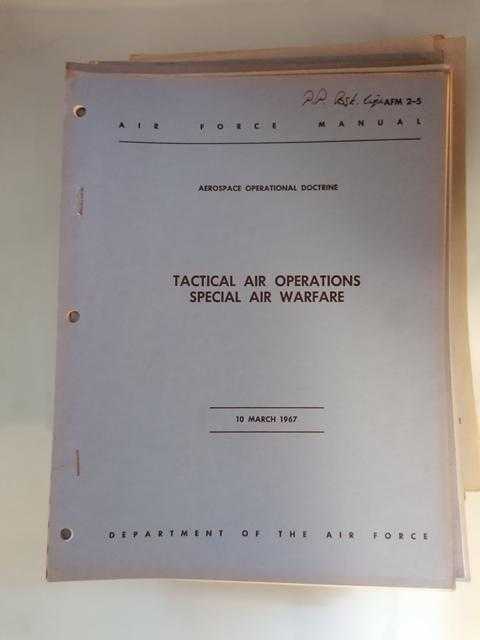 AFM 2-5
AIR FORCE MANUAL
AEROSPACE OPERATIONAL DOCTRINE
TACTICAL AIR OPERATIONS
SPECIAL AIR WARFARE
10 MARCH 1967
DEPARTMENT OF THE AIR FORCE